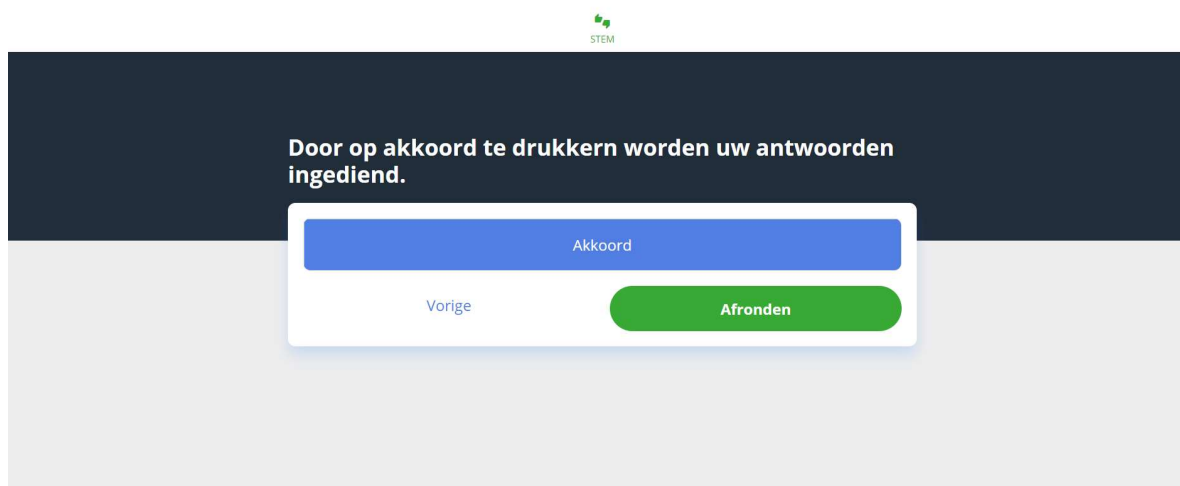 STEM
Door op akkoord te drukkern worden uw antwoorden
ingediend.
Akkoord
Vorige
Afronden